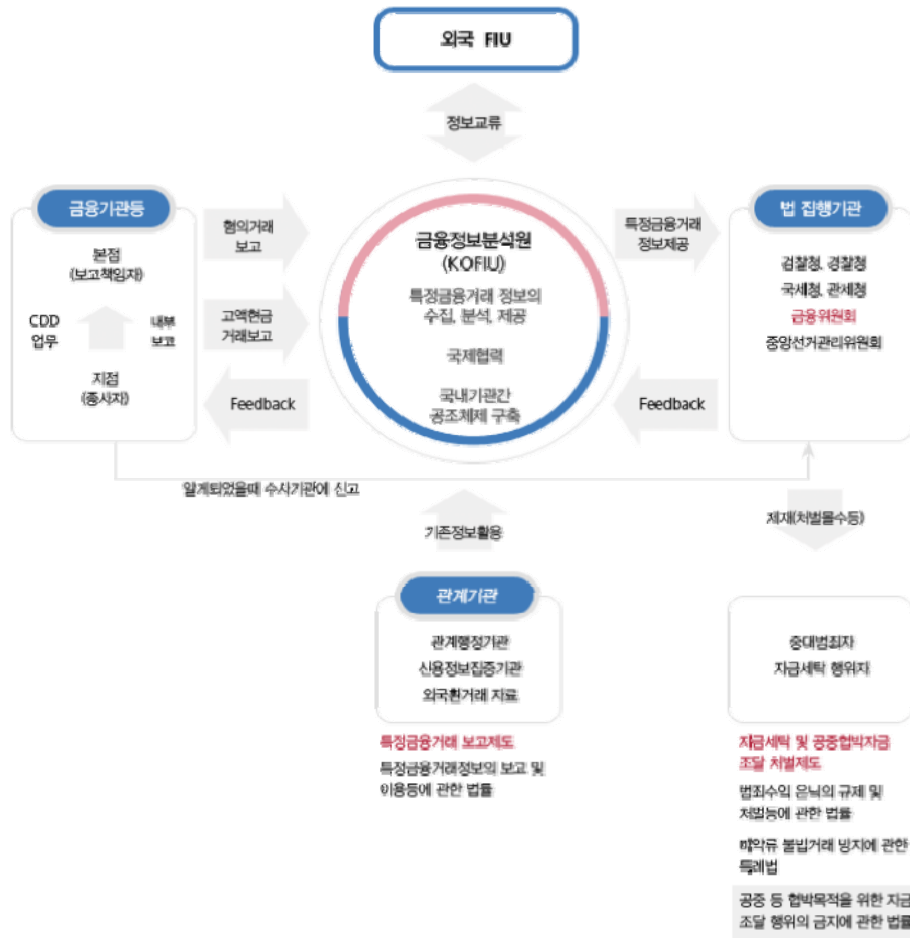 외국 FIU
정보교류
금융기관등
본점
(보고책임자)
CDD
업무
내부
보고
지점
(종사자)
혐의거래
보고
고액현금
거래보고
Feedback
금융정보분석원
(KOFIU)
특정금융거래 정보의
수집, 분석, 제공
국제협력
국내기관간
공조체제 구축
특정금융거래
정보제공
Feedback
법 집행기관
검찰청, 경찰청
국세청, 관세청
금융위원회
중앙선거관리위원회
알게되었을때 수사기관에 신고
기존정보활용
제재(처벌몰수등)
관계기관
관계행정기관
신용정보집중기관
외국환거래 자료
특정금융거래 보고제도
특정금융거래정보의 보고 및
이용등에 관한 법률
중대범죄자
자금세탁 행위자
자금세탁 및 공중협박자금
조달 처벌제도
범죄수익 은닉의 규제 및
처벌등에 관한 법률
마약류 불법거래 방지에 관한
특례법
공중 등 협박목적을 위한 자금
조달 행위의 금지에 관한 법률